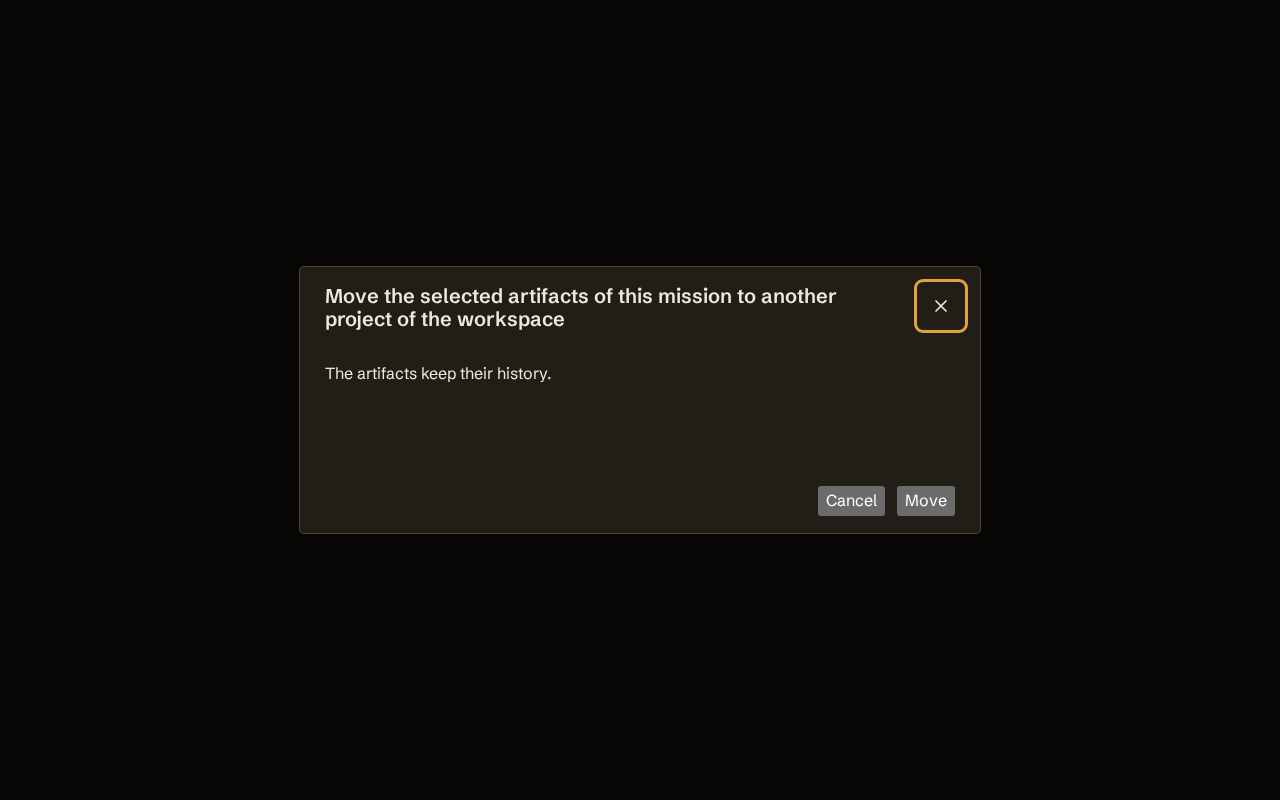 Move the selected artifacts of this mission to another
project of the workspace
The artifacts keep their history.
Cancel
Move